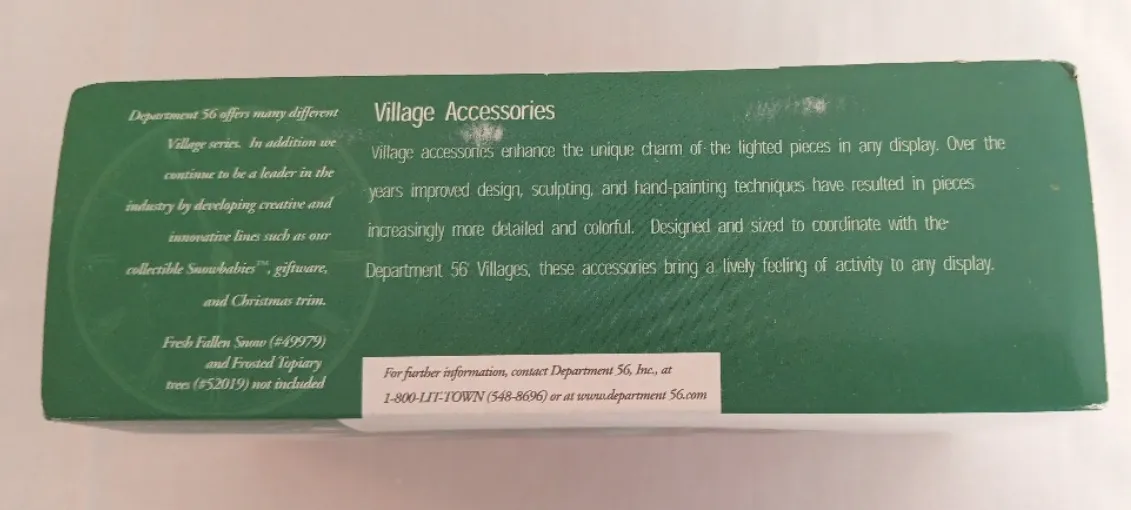 Department 56 offers many different
Village series. In addition we
continue to be a leader in the
industry by developing creative and
innovative lines such as our
collectible Snowbabies™, giftware,
and Christmas trim.
Fresh Fallen Snow (#49979)
and Frosted Topiary
trees (#52019) not included
Village Accessories
Village accessories enhance the unique charm of the lighted pieces in any display. Over the
years improved design, sculpting, and hand-painting techniques have resulted in pieces
increasingly more detailed and colorful. Designed and sized to coordinate with the
Department 56 Villages, these accessories bring a lively feeling of activity to any display.
For further information, contact Department 56, Inc., at
1-800-LIT-TOWN (548-8696) or at www.department 56.com